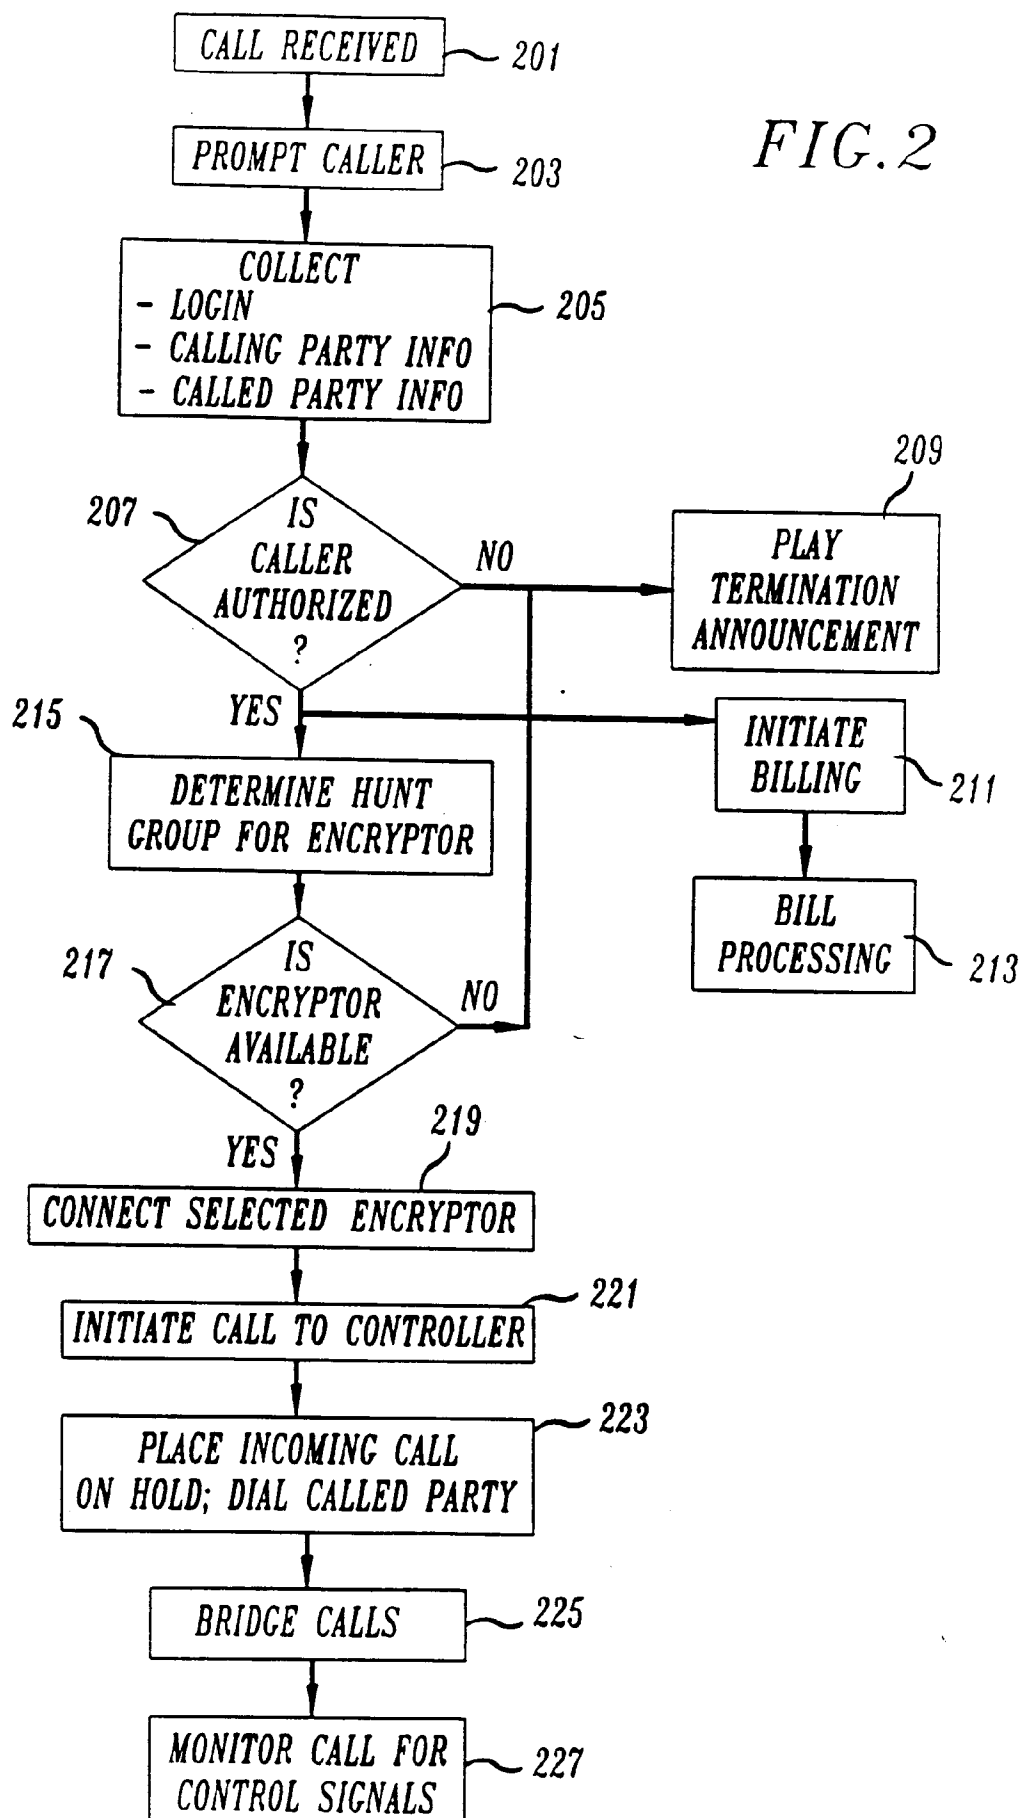 CALL RECEIVED
201
FIG. 2
PROMPT CALLER
203
COLLECT
- LOGIN
- CALLING PARTY INFO
- CALLED PARTY INFO
205
207
IS
CALLER
AUTHORIZED
?
NO
209
PLAY
TERMINATION
ANNOUNCEMENT
YES
215
DETERMINE HUNT
GROUP FOR ENCRYPTOR
INITIATE
BILLING
211
BILL
PROCESSING
213
217
IS
ENCRYPTOR
AVAILABLE
?
NO
YES
219
CONNECT SELECTED ENCRYPTOR
221
INITIATE CALL TO CONTROLLER
223
PLACE INCOMING CALL
ON HOLD; DIAL CALLED PARTY
BRIDGE CALLS
225
MONITOR CALL FOR
CONTROL SIGNALS
227